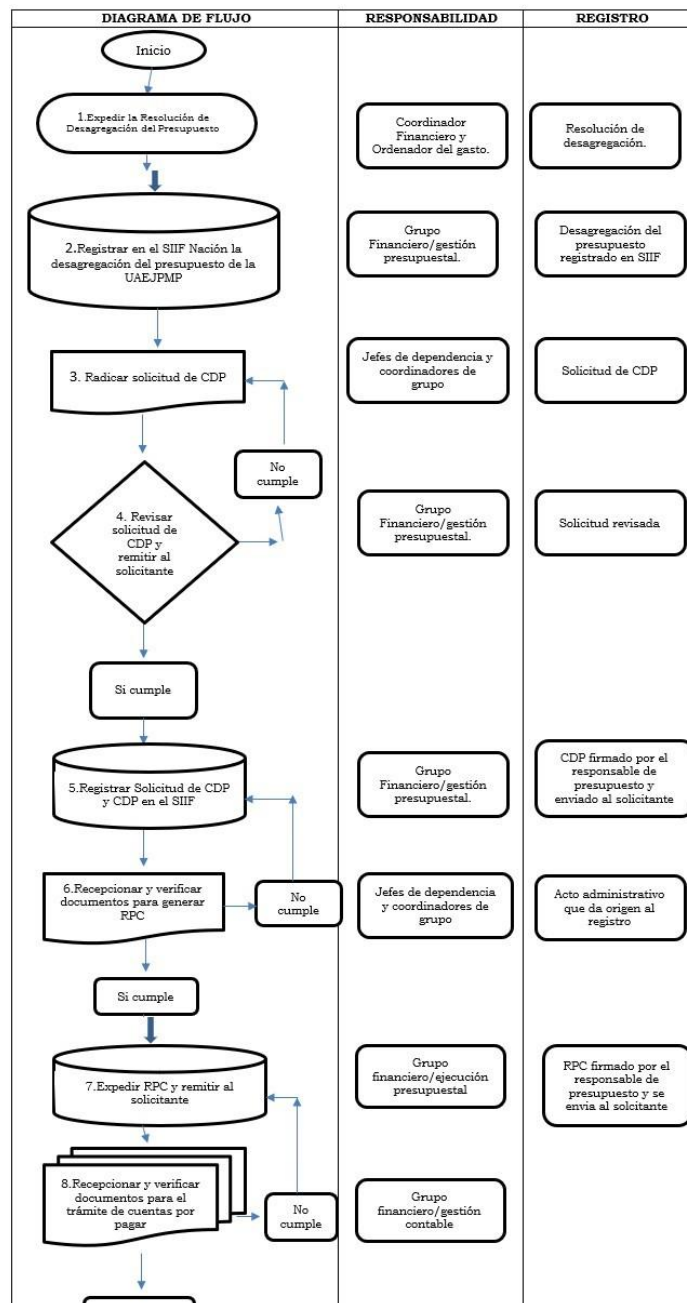 DIAGRAMA DE FLUJO
RESPONSABILIDAD
REGISTRO
Inicio
1.Expedir la Resolución de
Desagregación del Presupuesto
Coordinador
Financiero y
Ordenador del gasto.
Resolución de
desagregación.
2.Registrar en el SIIF Nación la
desagregación del presupuesto de la
UAEJPMP
Grupo
Financiero/gestión
presupuestal.
Desagregación del
presupuesto
registrado en SIIF
3. Radicar solicitud de CDP
Jefes de dependencia y
coordinadores de
grupo
Solicitud de CDP
No
cumple
4. Revisar
solicitud de
CDP y
remitir al
solicitante
Grupo
Financiero/gestión
presupuestal.
Solicitud revisada
Si cumple
5.Registrar Solicitud de CDP
y CDP en el SIIF
Grupo
Financiero/gestión
presupuestal.
CDP firmado por el
responsable de
presupuesto y
enviado al solicitante
6.Recepcionar y verificar
documentos para generar
RPC
No
cumple
Jefes de dependencia
y coordinadores de
grupo
Acto administrativo
que da origen al
registro
Si cumple
7.Expedir RPC y remitir al
solicitante
Grupo
financiero/ejecución
presupuestal
RPC firmado por el
responsable de
presupuesto y se
envia al solcitante
8.Recepcionar y verificar
documentos para el
trámite de cuentas por
pagar
No
cumple
Grupo
financiero/gestión
contable